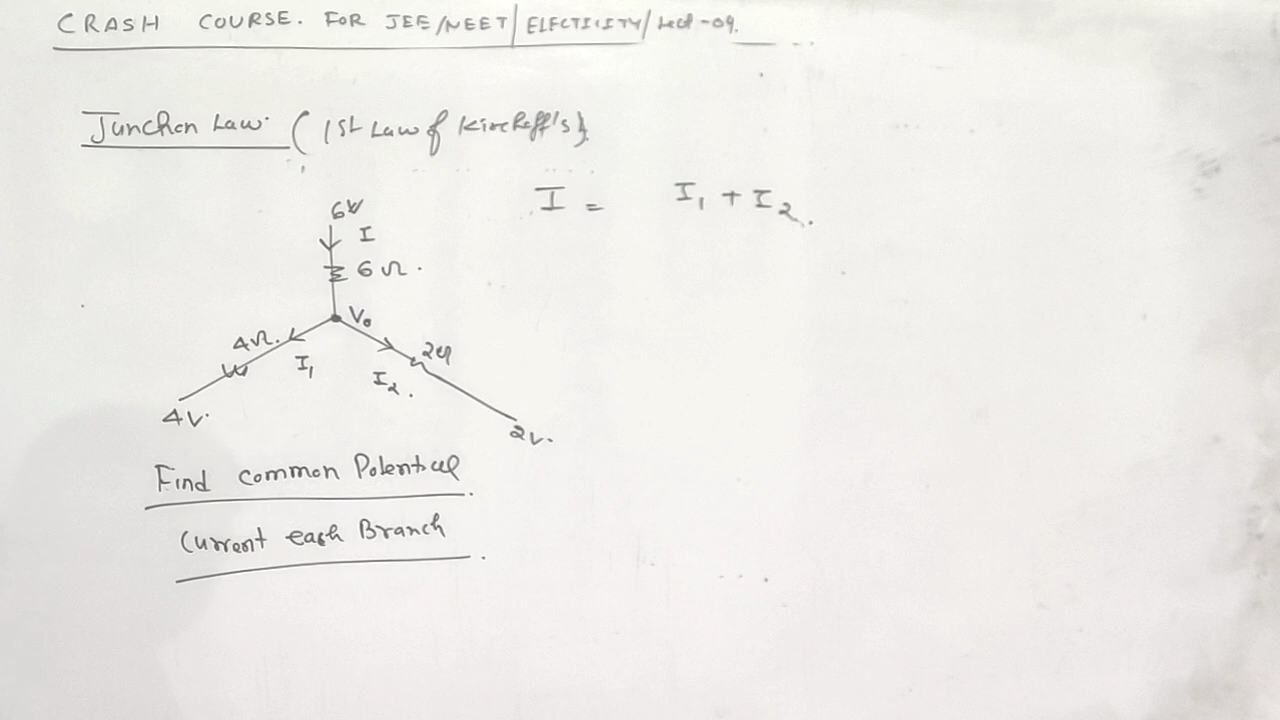 CRASH COURSE. FOR JEE/NEET/ELECTICITY/Lect-09.
Junction Law. (1st Law of Kirchoff's)
I = I₁ + I₂.
6V
I
6Ω.
V₀
4Ω.
I₁
I₂.
2Ω
4V.
2V.
Find common Potential.
Current each Branch.